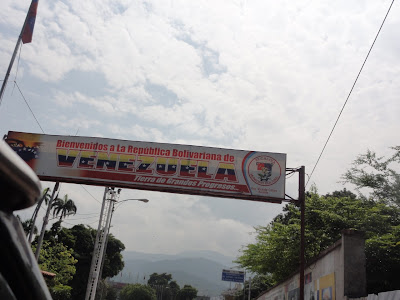 Bienvenidos a La República Bolivariana de
VENEZUELA
Tierra de Grandes Progresos...